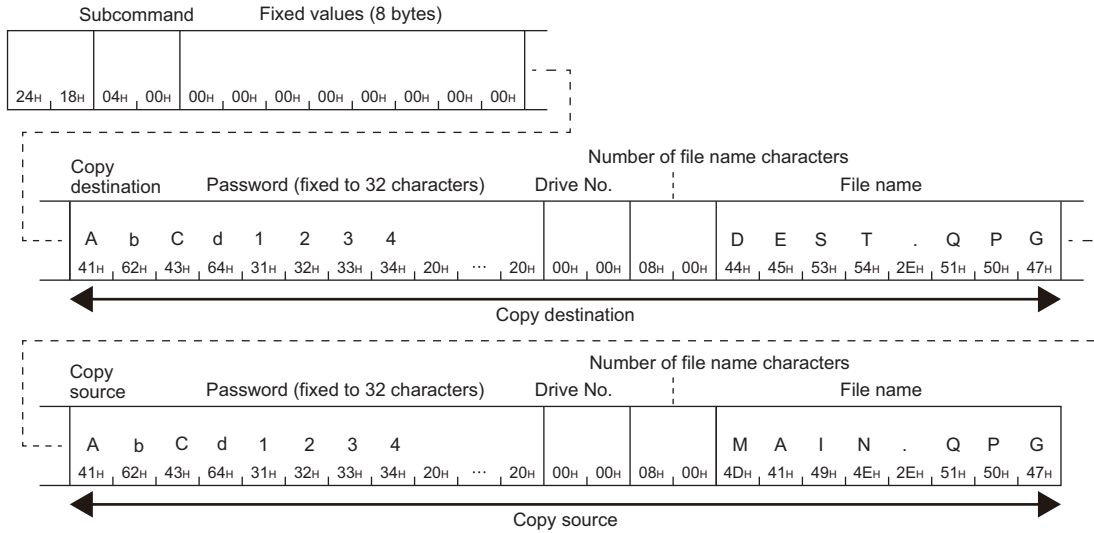 Subcommand Fixed values (8 bytes)
24H 18H 04H 00H 00H 00H 00H 00H 00H 00H 00H 00H
Number of file name characters
Copy
destination Password (fixed to 32 characters) Drive No. File name
A b C d 1 2 3 4 D E S T . Q P G
41H 62H 43H 64H 31H 32H 33H 34H 20H ... 20H 00H 00H 08H 00H 44H 45H 53H 54H 2EH 51H 50H 47H
Copy destination
Number of file name characters
Copy
source Password (fixed to 32 characters) Drive No. File name
A b C d 1 2 3 4 M A I N . Q P G
41H 62H 43H 64H 31H 32H 33H 34H 20H ... 20H 00H 00H 08H 00H 4DH 41H 49H 4EH 2EH 51H 50H 47H
Copy source